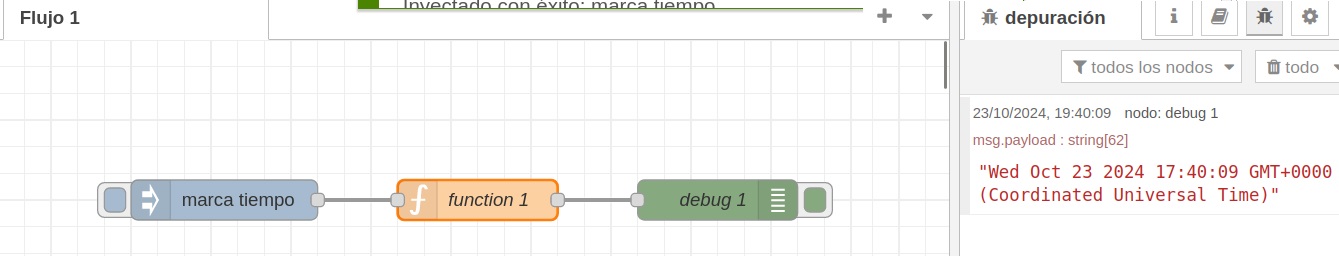 Inyectado con éxito: marca tiempo
Flujo 1
depuración
todos los nodos
todo
23/10/2024, 19:40:09 nodo: debug 1
msg.payload : string[62]
"Wed Oct 23 2024 17:40:09 GMT+0000
(Coordinated Universal Time)"
marca tiempo
function 1
debug 1